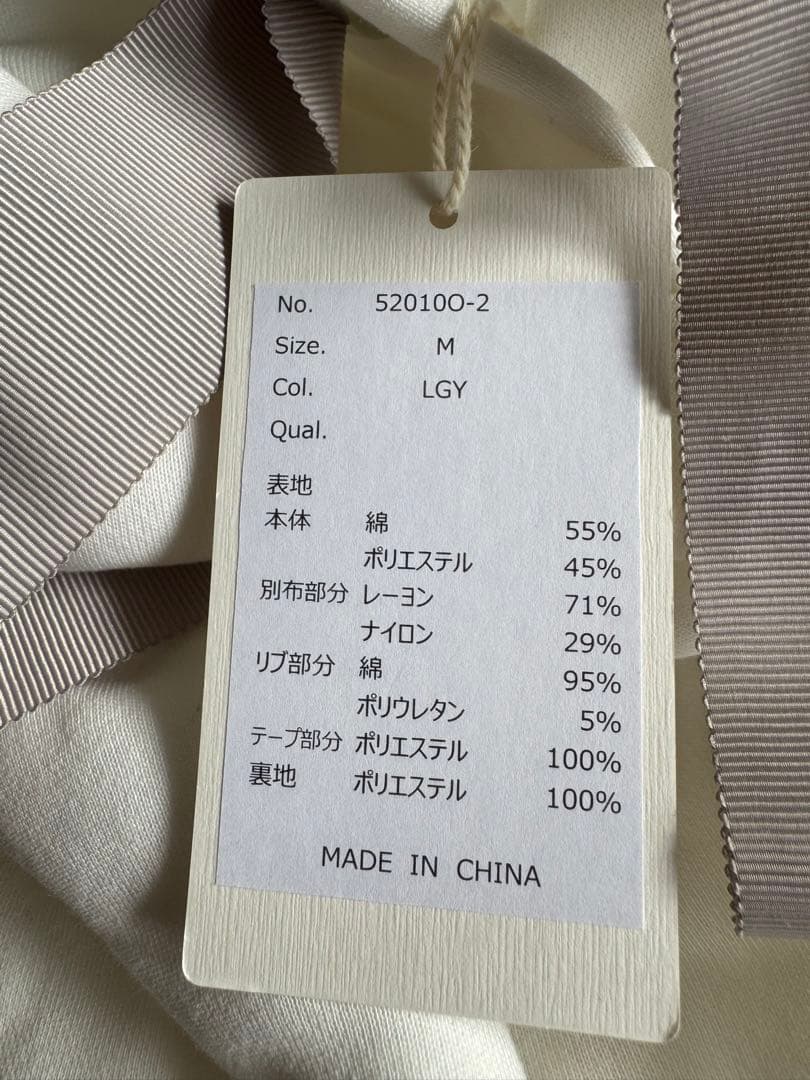 No. 52010O-2
Size. M
Col. LGY
Qual.
表地
本体 綿 55%
ポリエステル 45%
別布部分 レーヨン 71%
ナイロン 29%
リブ部分 綿 95%
ポリウレタン 5%
テープ部分 ポリエステル 100%
裏地 ポリエステル 100%
MADE IN CHINA